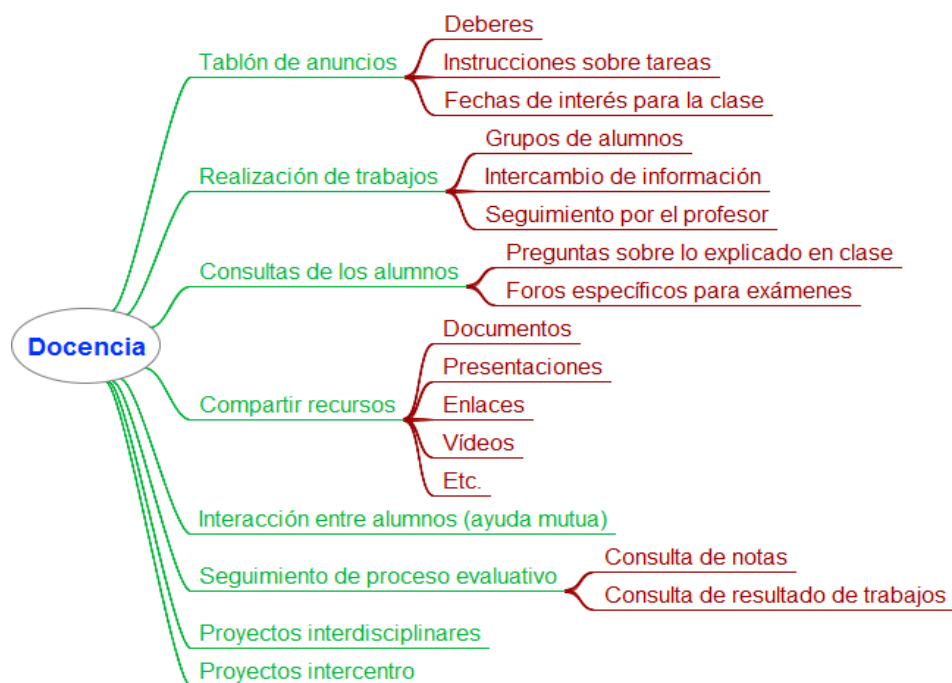 Docencia
Tablón de anuncios
Deberes
Instrucciones sobre tareas
Fechas de interés para la clase
Realización de trabajos
Grupos de alumnos
Intercambio de información
Seguimiento por el profesor
Consultas de los alumnos
Preguntas sobre lo explicado en clase
Foros específicos para exámenes
Compartir recursos
Documentos
Presentaciones
Enlaces
Vídeos
Etc.
Interacción entre alumnos (ayuda mutua)
Seguimiento de proceso evaluativo
Consulta de notas
Consulta de resultado de trabajos
Proyectos interdisciplinares
Proyectos intercentro